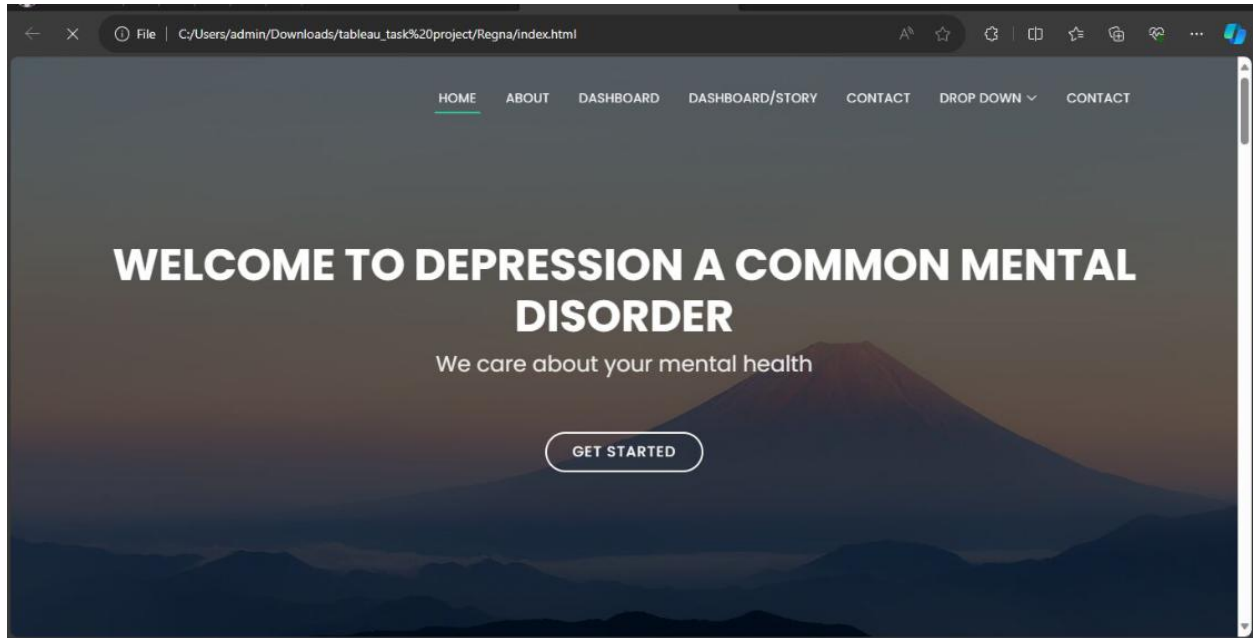 File | C:/Users/admin/Downloads/tableau_task%20project/Regna/index.html
HOME ABOUT DASHBOARD DASHBOARD/STORY CONTACT DROP DOWN CONTACT
WELCOME TO DEPRESSION A COMMON MENTAL
DISORDER
We care about your mental health
GET STARTED